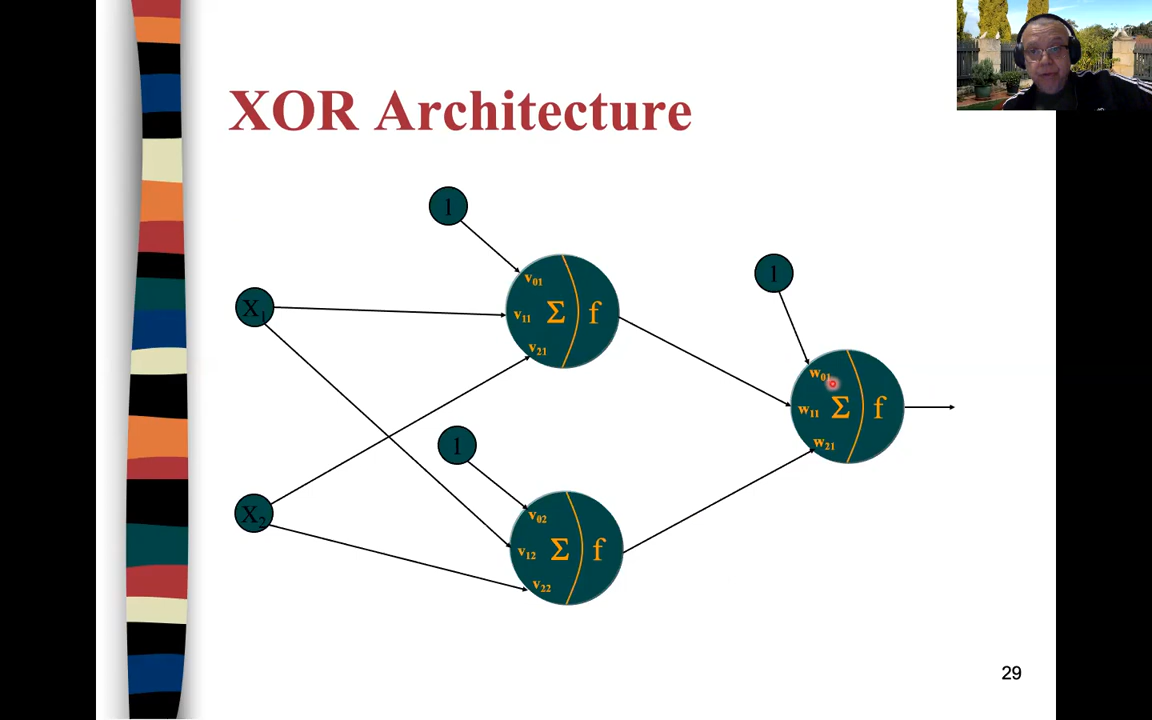 XOR Architecture
1
1
X1
v01
v11 Σ f
v21
w01
w11 Σ f
w21
1
X2
v02
v12 Σ f
v22
29